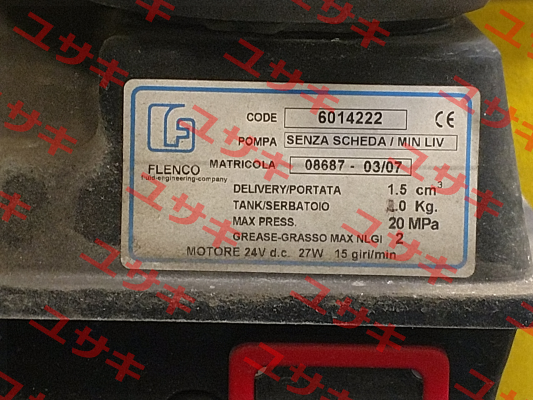 CODE 6014222 CE
POMPA SENZA SCHEDA / MIN LIV
MATRICOLA 08687 - 03/07
FLENCO
fluid-engineering-company
DELIVERY/PORTATA 1.5 cm³
TANK/SERBATOIO .0 Kg.
MAX PRESS. 20 MPa
GREASE-GRASSO MAX NLGI 2
MOTORE 24V d.c. 27W 15 giri/min
ユサキ